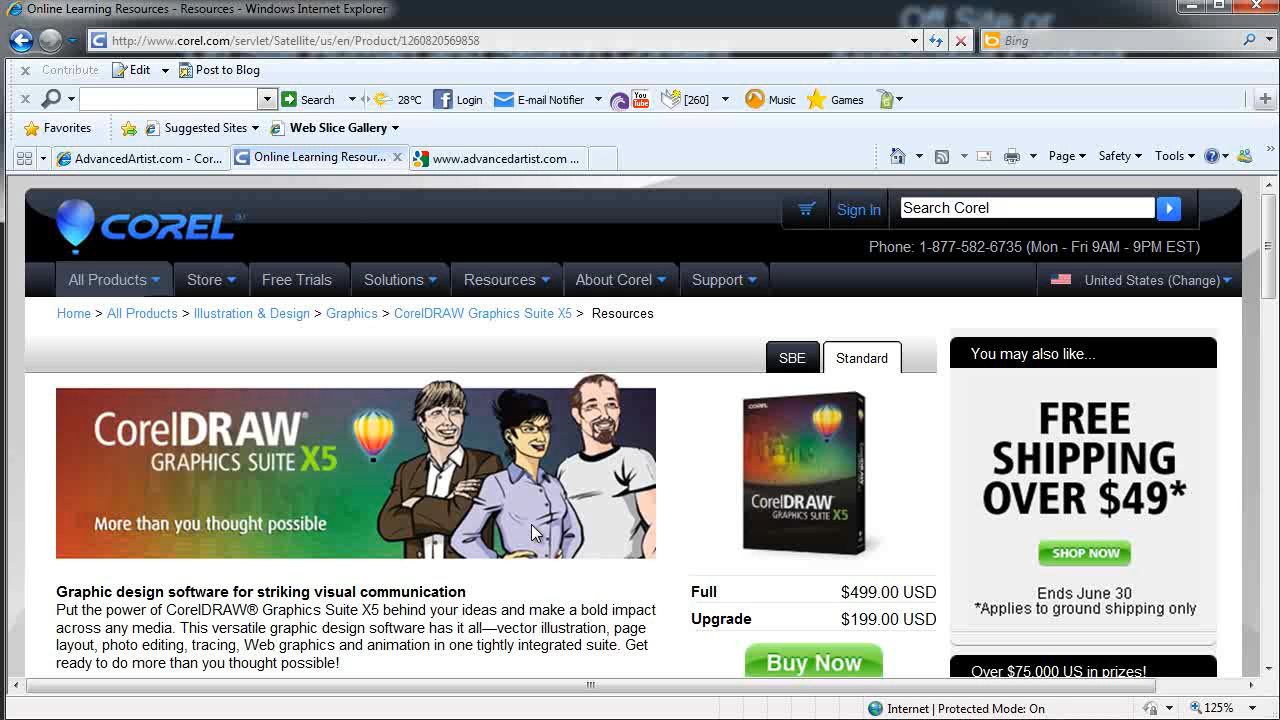 Online Learning Resources - Resources - Windows Internet Explorer
Off Site or
http://www.corel.com/servlet/Satellite/us/en/Product/1260820569858
Bing
Contribute Edit Post to Blog
Search 28°C Login E-mail Notifier You Tube [260] Music Games
Favorites Suggested Sites Web Slice Gallery
AdvancedArtist.com - Cor... Online Learning Resour... www.advancedartist.com ...
Page Safety Tools
COREL
Sign In Search Corel
Phone: 1-877-582-6735 (Mon - Fri 9AM - 9PM EST)
All Products Store Free Trials Solutions Resources About Corel Support United States (Change)
Home > All Products > Illustration & Design > Graphics > CorelDRAW Graphics Suite X5 > Resources
SBE Standard
CorelDRAW®
GRAPHICS SUITE X5
More than you thought possible
COREL
CorelDRAW
GRAPHICS SUITE X5
Graphic design software for striking visual communication
Put the power of CorelDRAW® Graphics Suite X5 behind your ideas and make a bold impact
across any media. This versatile graphic design software has it all—vector illustration, page
layout, photo editing, tracing, Web graphics and animation in one tightly integrated suite. Get
ready to do more than you thought possible!
Full $499.00 USD
Upgrade $199.00 USD
Buy Now
You may also like...
FREE
SHIPPING
OVER $49*
SHOP NOW
Ends June 30
*Applies to ground shipping only
Over $75,000 US in prizes!
Internet | Protected Mode: On
125%